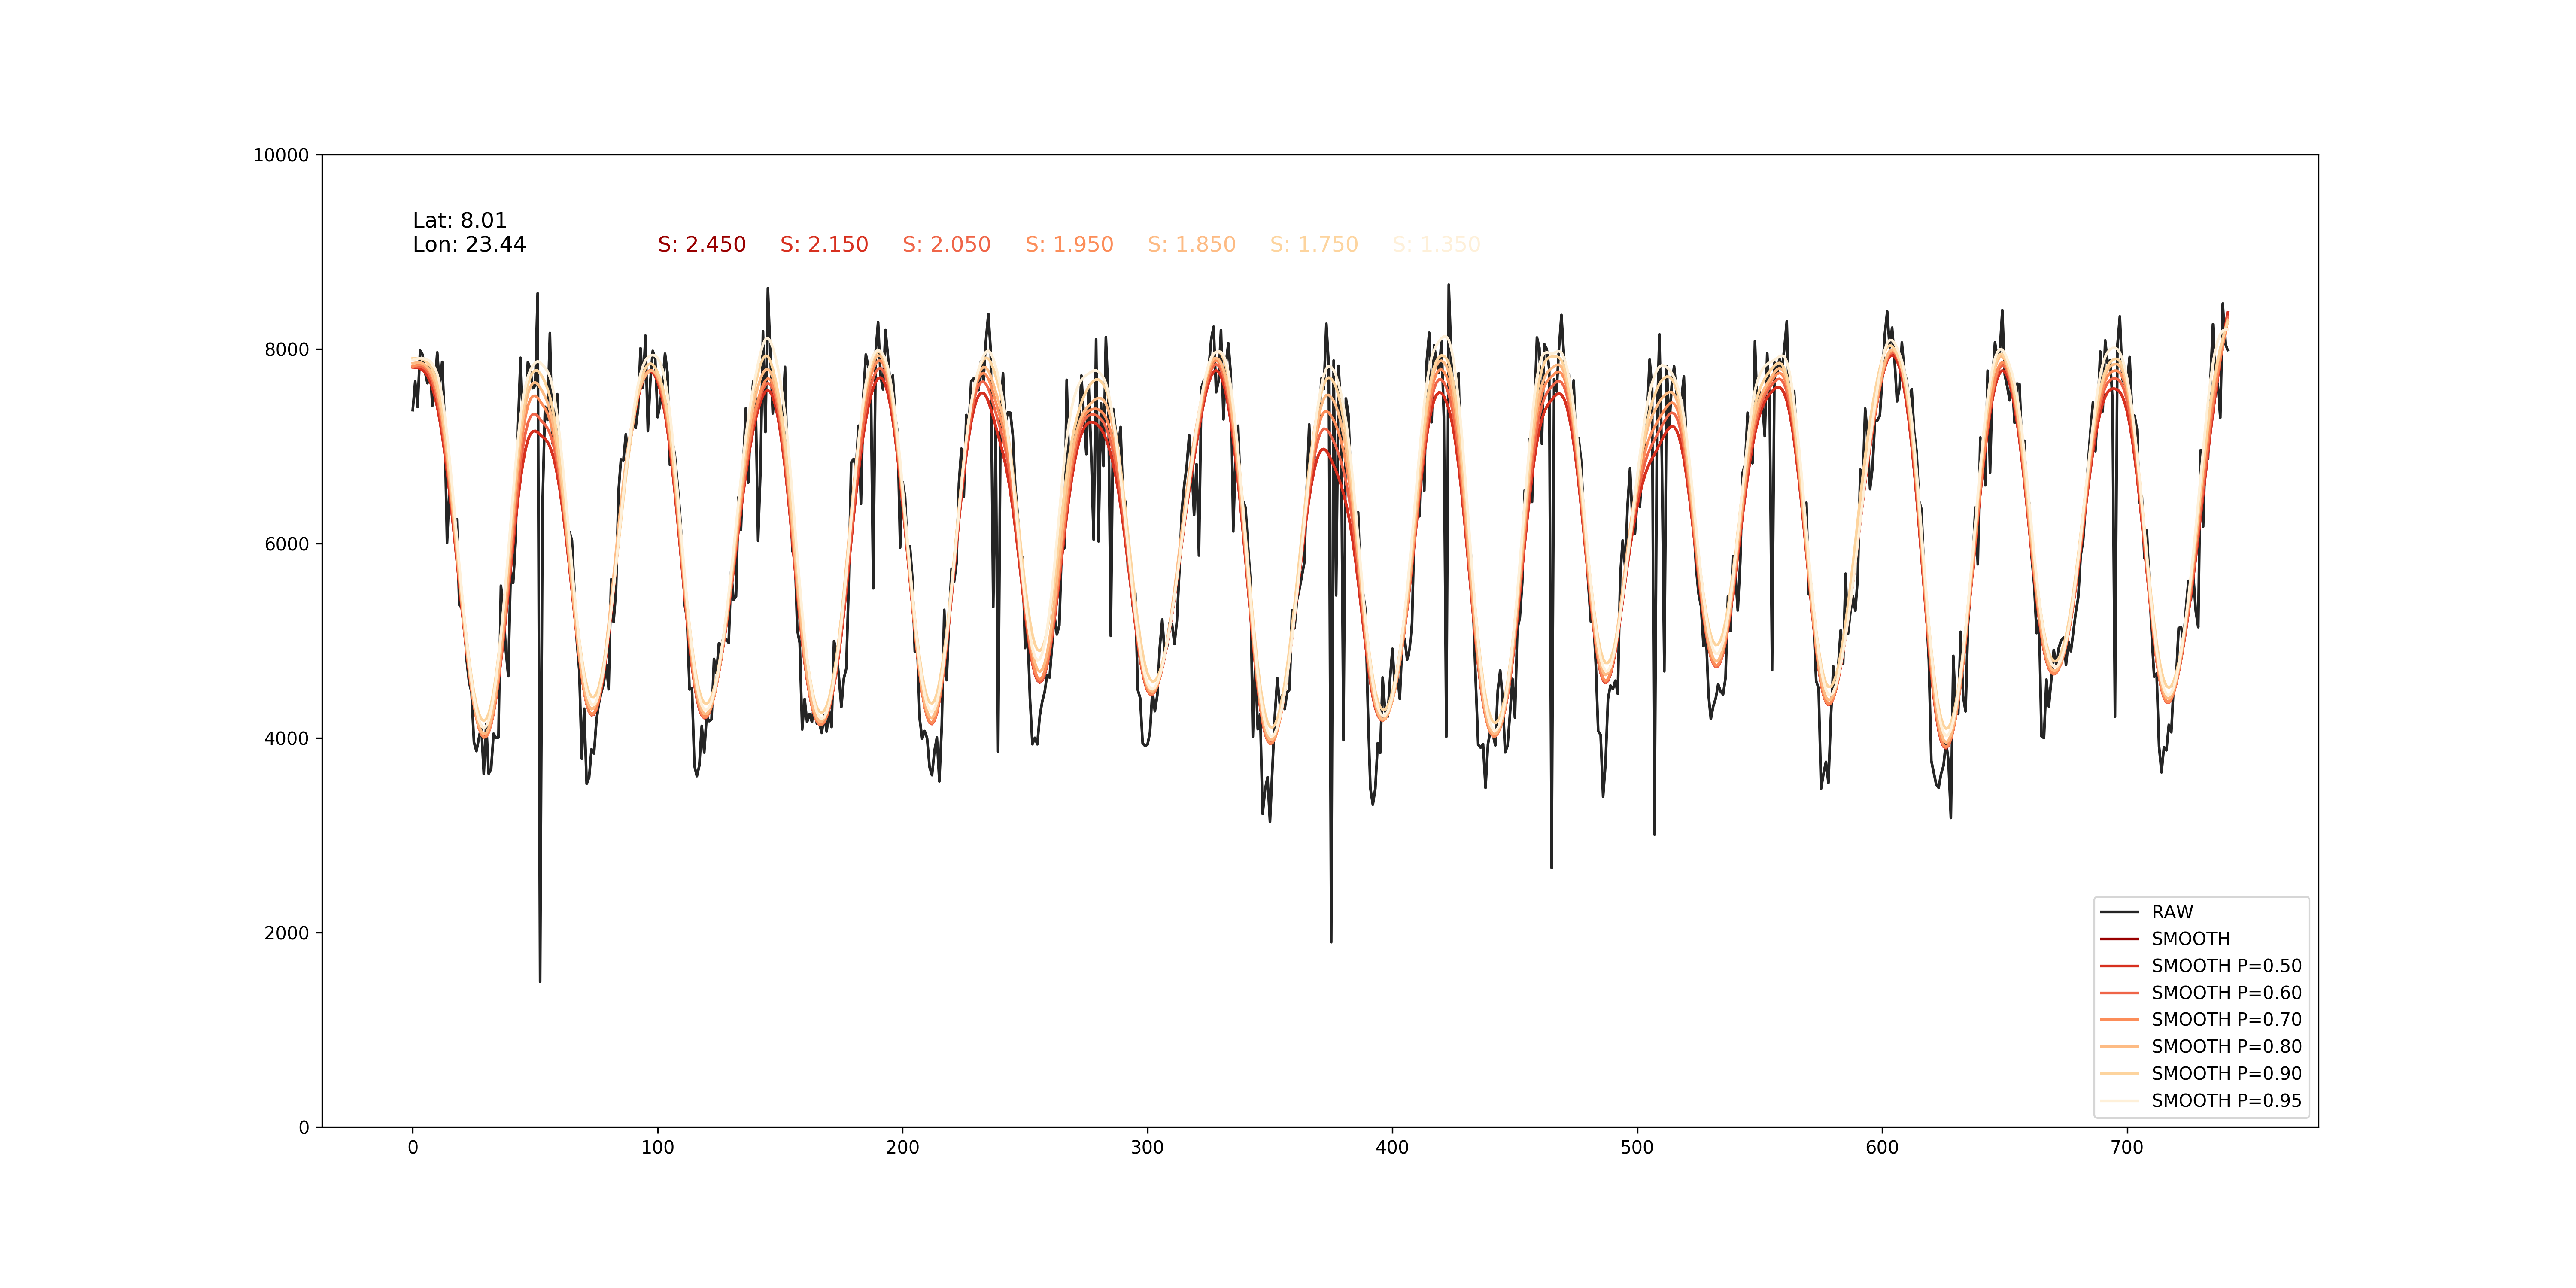 10000
8000
6000
4000
2000
0
Lat: 8.01
Lon: 23.44 S: 2.450 S: 2.150 S: 2.050 S: 1.950 S: 1.850 S: 1.750 S: 1.350
RAW
SMOOTH
SMOOTH P=0.50
SMOOTH P=0.60
SMOOTH P=0.70
SMOOTH P=0.80
SMOOTH P=0.90
SMOOTH P=0.95
0 100 200 300 400 500 600 700